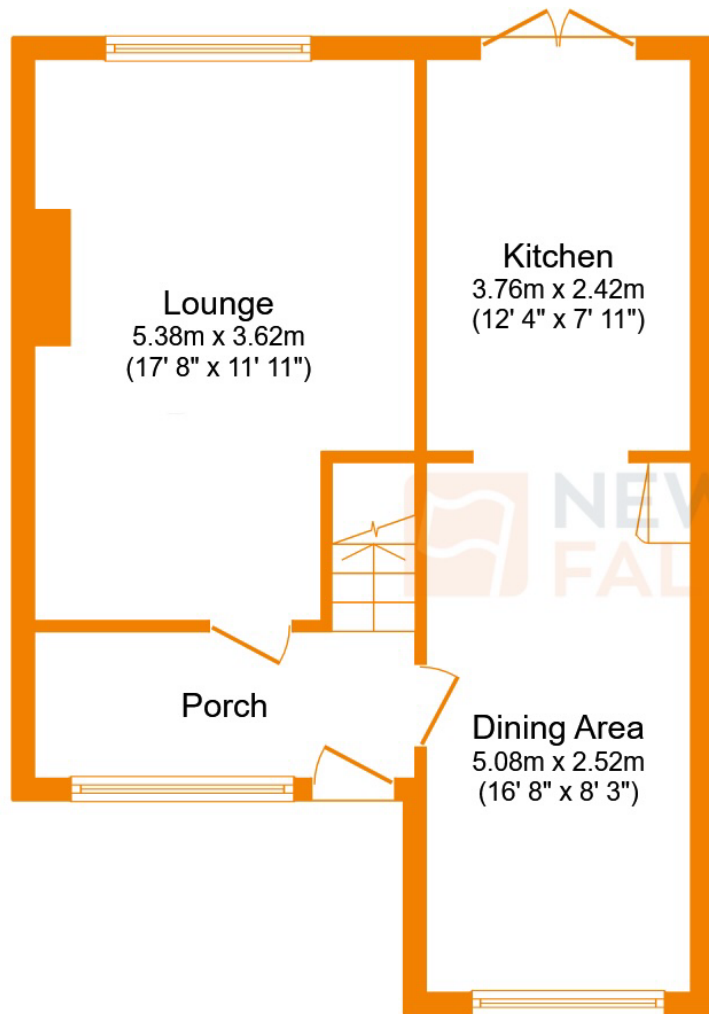 Lounge
5.38m x 3.62m
(17' 8" x 11' 11")
Kitchen
3.76m x 2.42m
(12' 4" x 7' 11")
Porch
Dining Area
5.08m x 2.52m
(16' 8" x 8' 3")